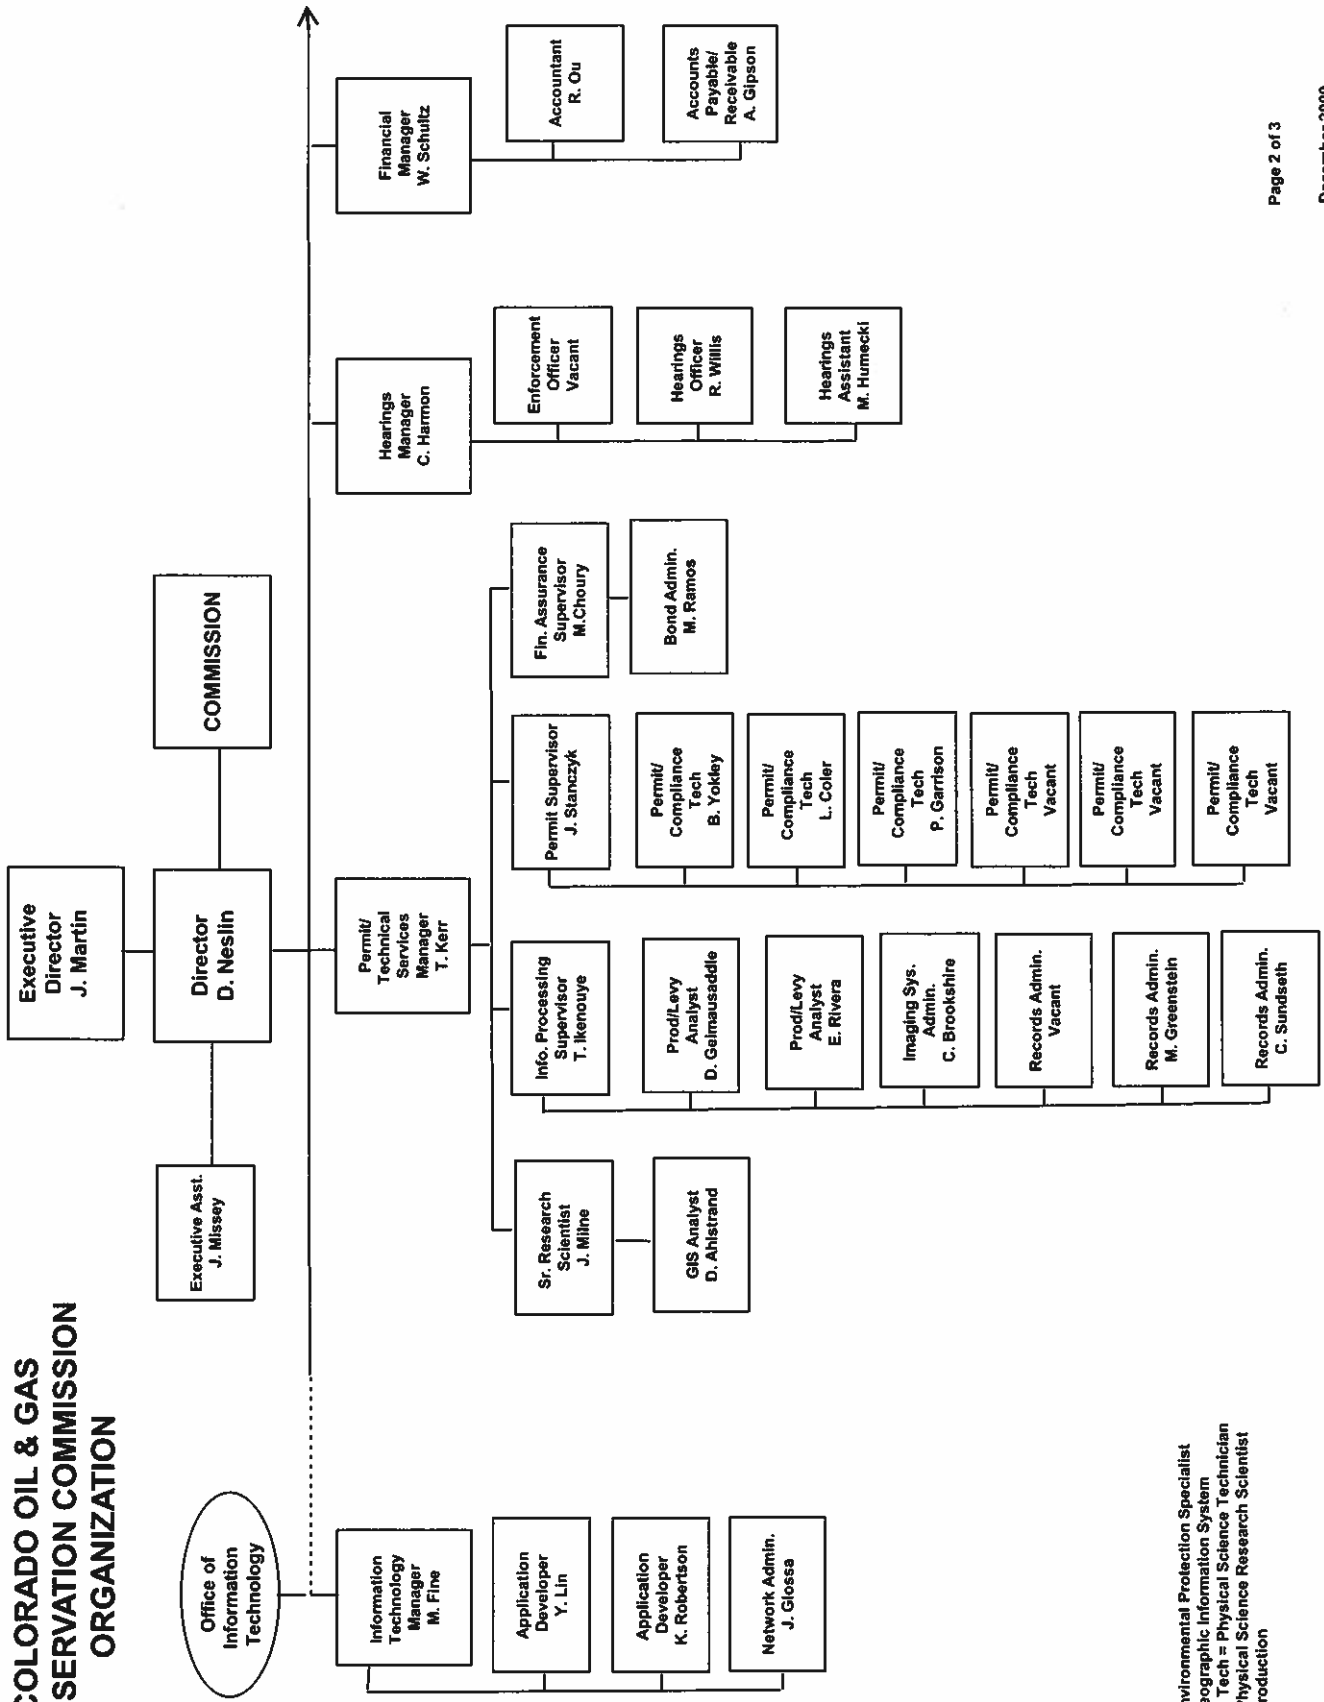 COLORADO OIL & GAS
SERVATION COMMISSION
ORGANIZATION
Executive
Director
J. Martin
Director
D. Neslin
COMMISSION
Executive Asst.
J. Missey
Office of
Information
Technology
Information
Technology
Manager
M. Fine
Application
Developer
Y. Lin
Application
Developer
K. Robertson
Network Admin.
J. Glossa
Permit/
Technical
Services
Manager
T. Kerr
Sr. Research
Scientist
J. Milne
GIS Analyst
D. Ahlstrand
Info. Processing
Supervisor
T. Ikenouye
Prod/Levy
Analyst
D. Geimausaddle
Prod/Levy
Analyst
E. Rivera
Imaging Sys.
Admin.
C. Brookshire
Records Admin.
Vacant
Records Admin.
M. Greenstein
Records Admin.
C. Sundseth
Permit Supervisor
J. Stanczyk
Permit/
Compliance
Tech
B. Yokley
Permit/
Compliance
Tech
L. Coler
Permit/
Compliance
Tech
P. Garrison
Permit/
Compliance
Tech
Vacant
Permit/
Compliance
Tech
Vacant
Permit/
Compliance
Tech
Vacant
Fin. Assurance
Supervisor
M.Choury
Bond Admin.
M. Ramos
Hearings
Manager
C. Harmon
Enforcement
Officer
Vacant
Hearings
Officer
R. Willis
Hearings
Assistant
M. Humecki
Financial
Manager
W. Schultz
Accountant
R. Ou
Accounts
Payable/
Receivable
A. Gipson
vironmental Protection Specialist
eographic Information System
Tech = Physical Science Technician
hysical Science Research Scientist
roduction
Page 2 of 3
December 2009